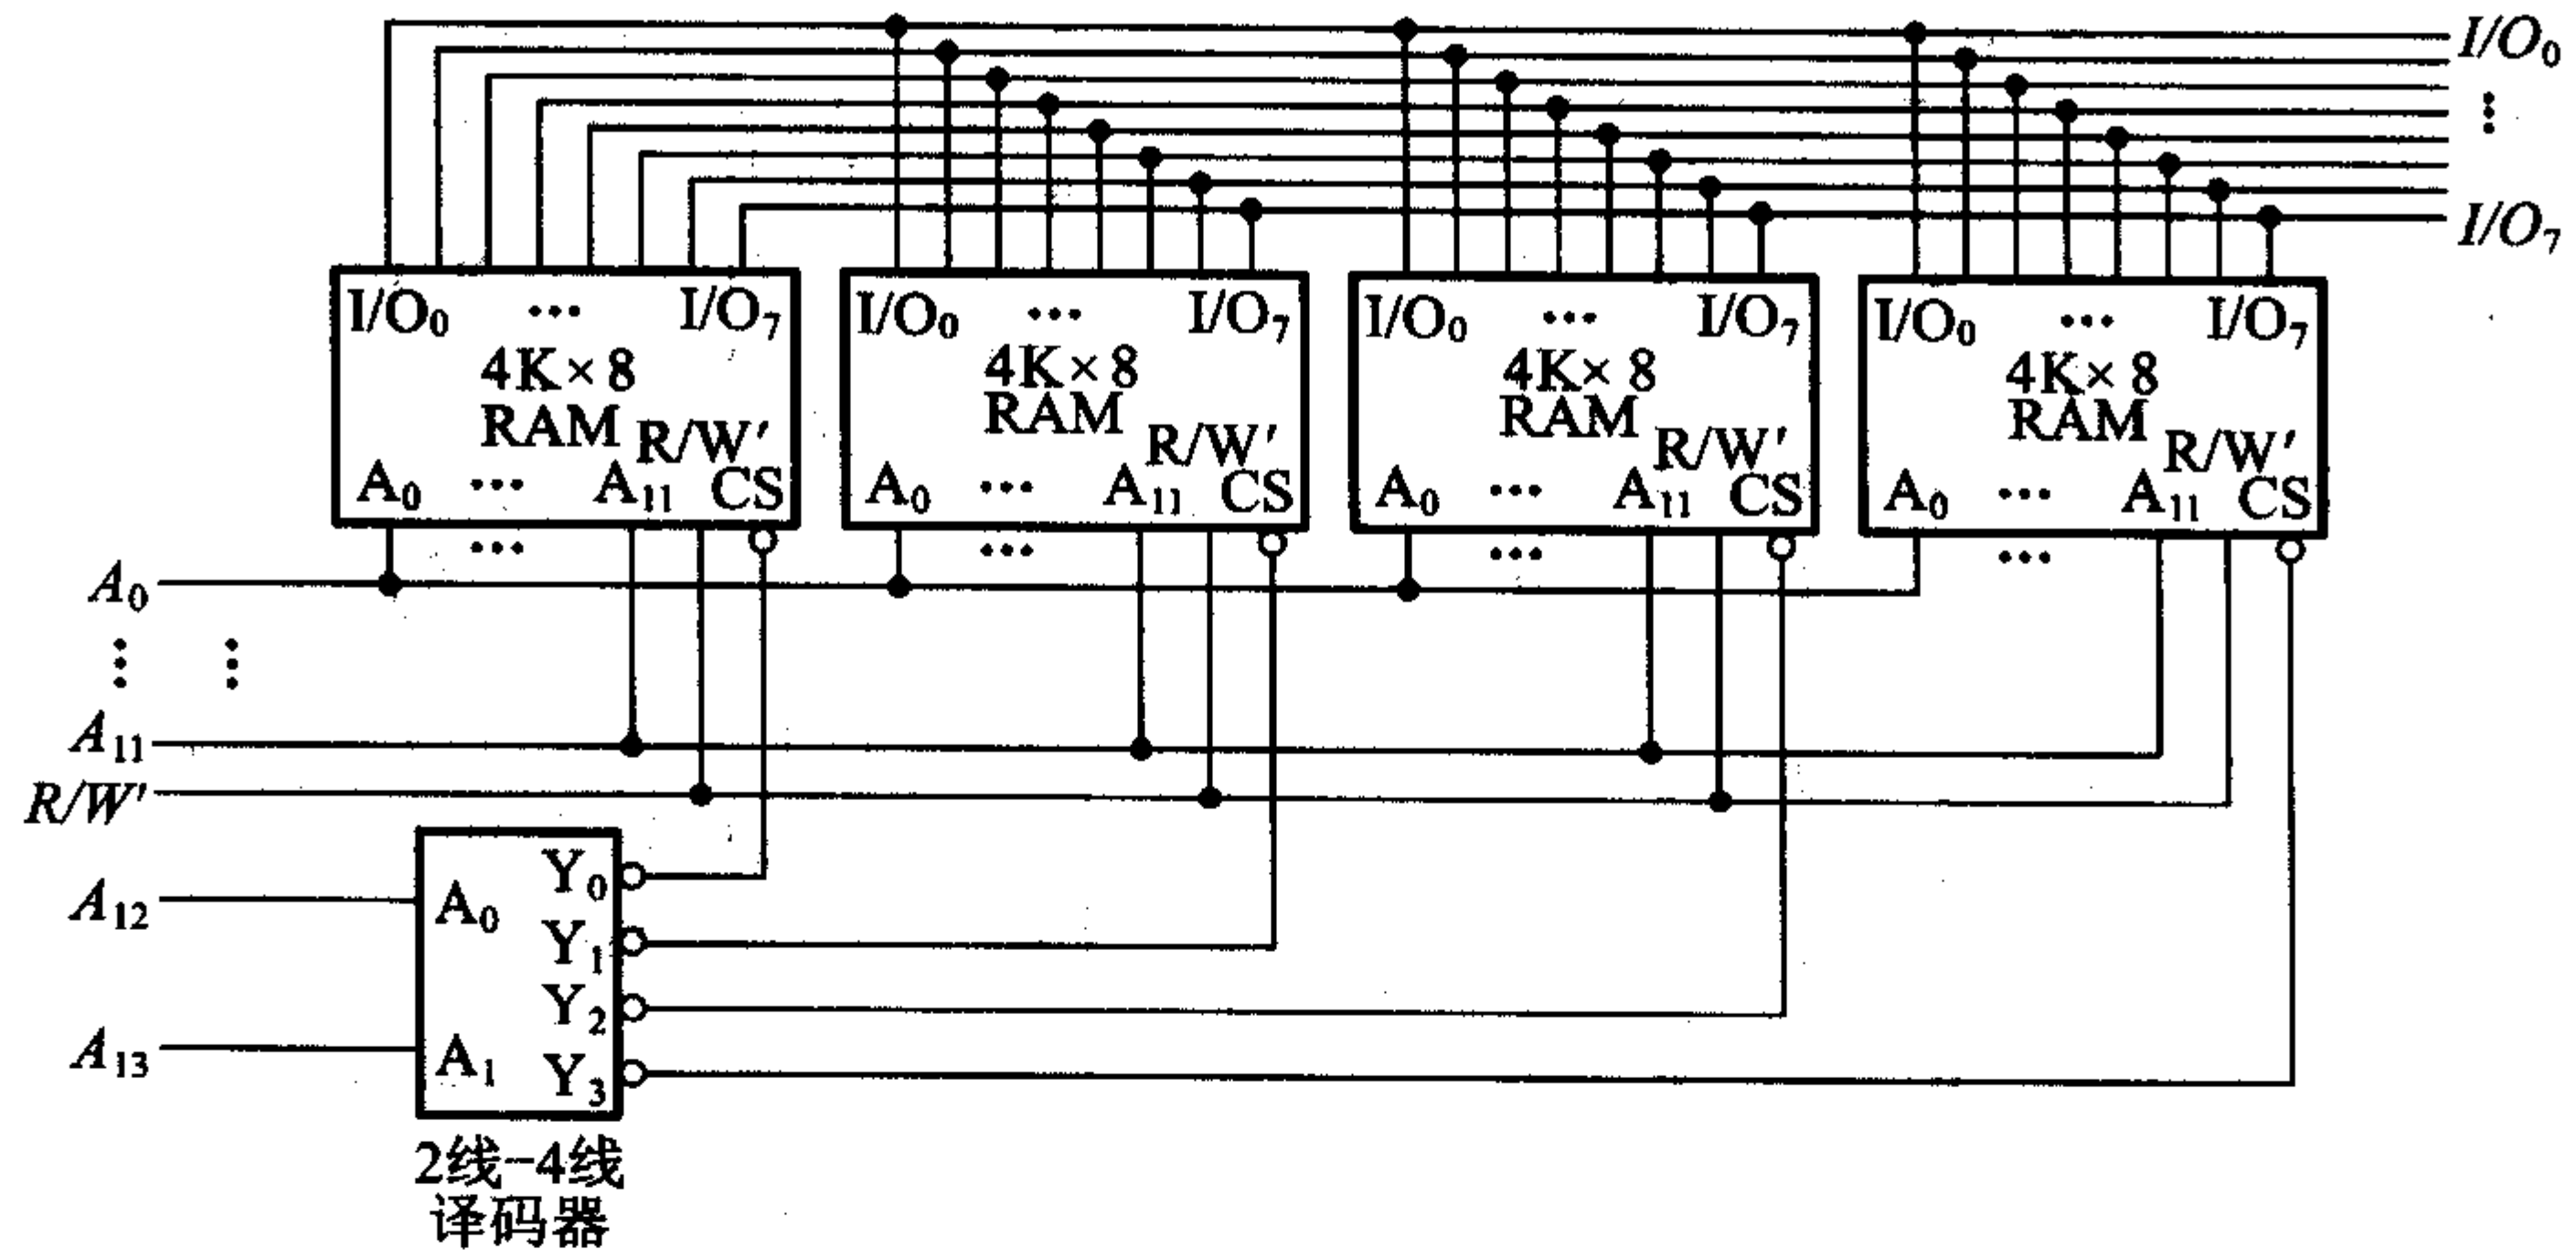 I/O₀
⋮
I/O₇
I/O₀ ... I/O₇
4K×8
RAM
R/W′
A₀ ... A₁₁ CS
...
I/O₀ ... I/O₇
4K×8
RAM
R/W′
A₀ ... A₁₁ CS
...
I/O₀ ... I/O₇
4K×8
RAM
R/W′
A₀ ... A₁₁ CS
...
I/O₀ ... I/O₇
4K×8
RAM
R/W′
A₀ ... A₁₁ CS
...
A₀
⋮ ⋮
A₁₁
R/W′
A₁₂
A₁₃
A₀
A₁
Y₀
Y₁
Y₂
Y₃
2线-4线
译码器